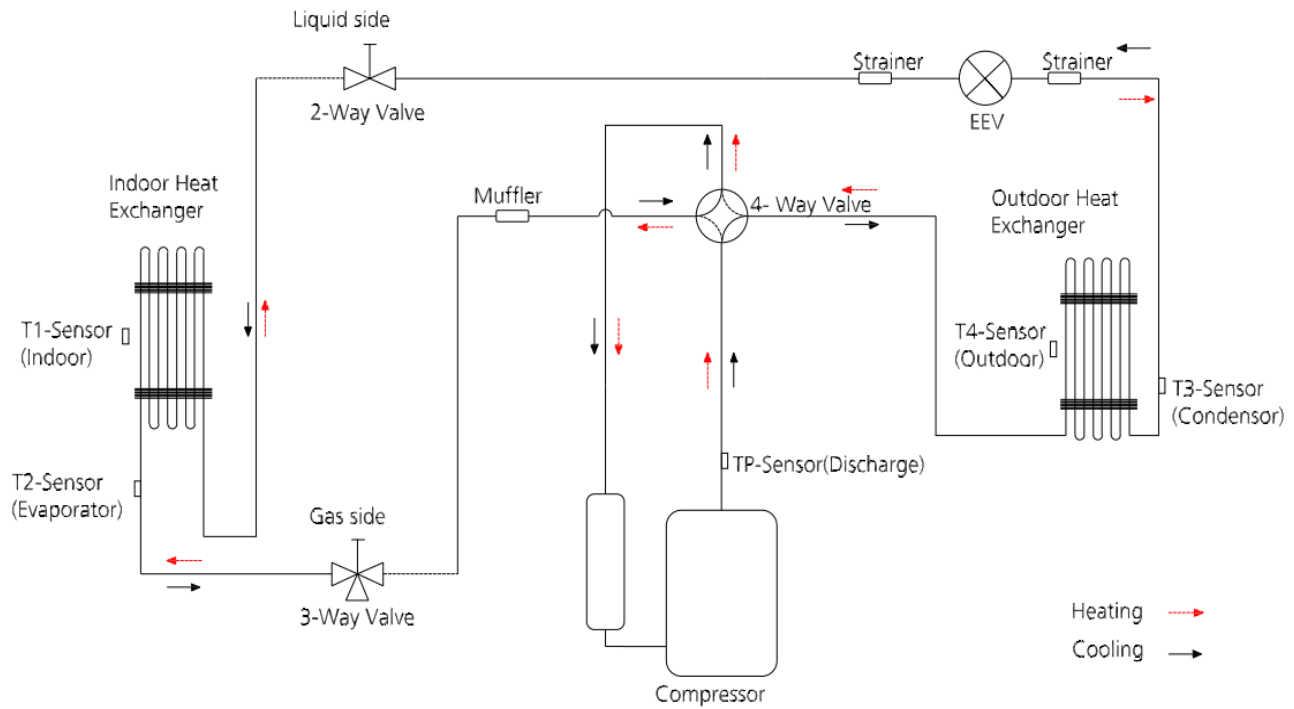 Liquid side
2-Way Valve
Strainer
EEV
Strainer
Indoor Heat
Exchanger
Muffler
4- Way Valve
Outdoor Heat
Exchanger
T1-Sensor
(Indoor)
T4-Sensor
(Outdoor)
T3-Sensor
(Condensor)
T2-Sensor
(Evaporator)
TP-Sensor(Discharge)
Gas side
3-Way Valve
Compressor
Heating
Cooling